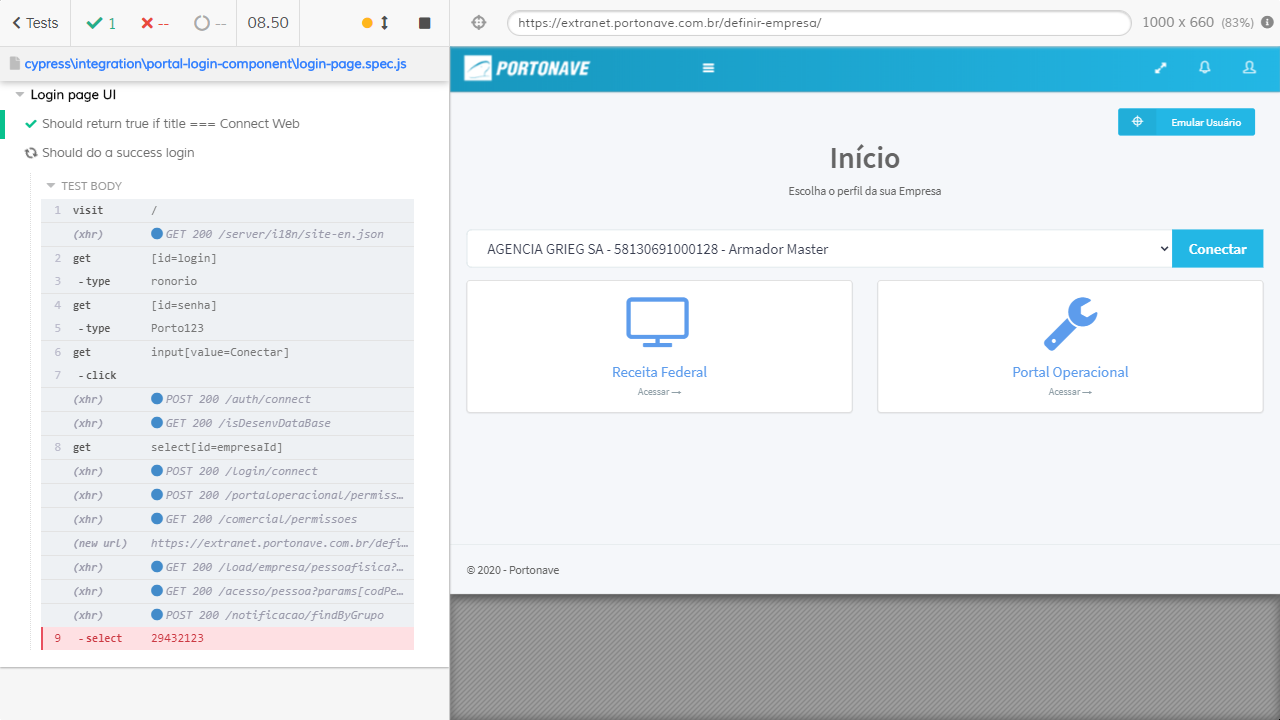 Tests
1
--
--
08.50
cypress\integration\portal-login-component\login-page.spec.js
Login page UI
Should return true if title === Connect Web
Should do a success login
TEST BODY
1 visit /
(xhr) GET 200 /server/i18n/site-en.json
2 get [id=login]
3 - type ronorio
4 get [id=senha]
5 - type Porto123
6 get input[value=Conectar]
7 - click
(xhr) POST 200 /auth/connect
(xhr) GET 200 /isDesenvDataBase
8 get select[id=empresaId]
(xhr) POST 200 /login/connect
(xhr) POST 200 /portaloperacional/permiss…
(xhr) GET 200 /comercial/permissoes
(new url) https://extranet.portonave.com.br/defi…
(xhr) GET 200 /load/empresa/pessoafisica?…
(xhr) GET 200 /acesso/pessoa?params[codPe…
(xhr) POST 200 /notificacao/findByGrupo
9 - select 29432123
https://extranet.portonave.com.br/definir-empresa/
1000 x 660 (83%)
PORTONAVE
Emular Usuário
Início
Escolha o perfil da sua Empresa
AGENCIA GRIEG SA - 58130691000128 - Armador Master
Conectar
Receita Federal
Acessar →
Portal Operacional
Acessar →
© 2020 - Portonave